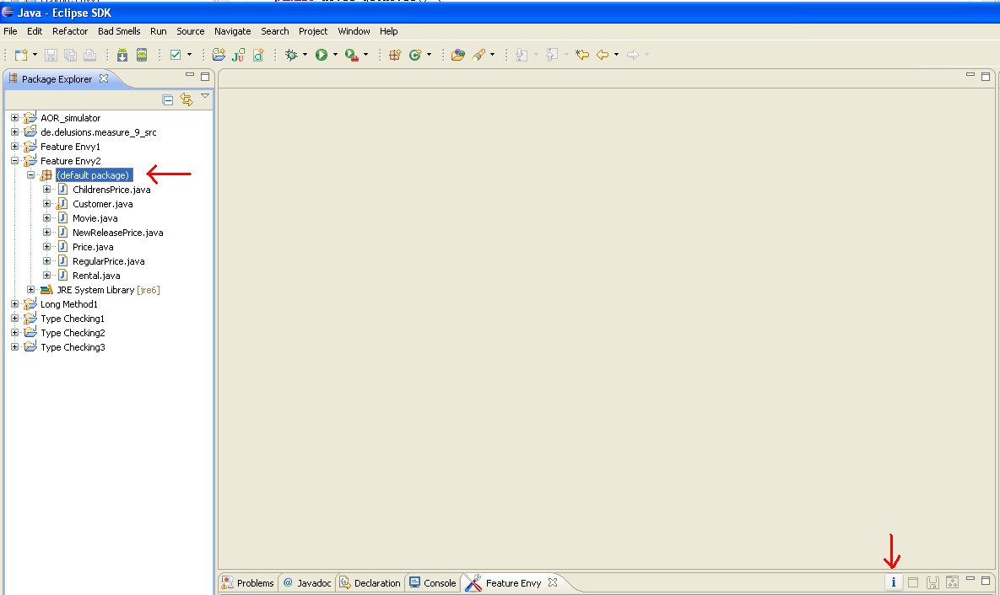 Java - Eclipse SDK
File Edit Refactor Bad Smells Run Source Navigate Search Project Window Help
Package Explorer
AOR_simulator
de.delusions.measure_9_src
Feature Envy1
Feature Envy2
(default package)
ChildrensPrice.java
Customer.java
Movie.java
NewReleasePrice.java
Price.java
RegularPrice.java
Rental.java
JRE System Library [jre6]
Long Method1
Type Checking1
Type Checking2
Type Checking3
Problems @ Javadoc Declaration Console Feature Envy i